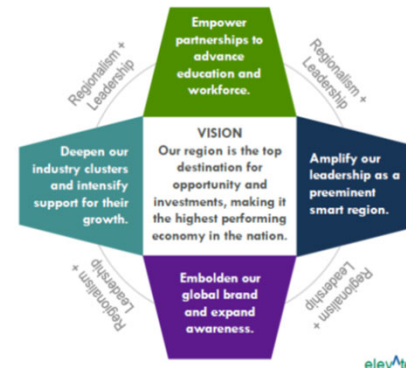 Empower
partnerships to
advance
education and
workforce.
Regionalism +
Leadership
Regionalism +
Leadership
Deepen our
industry clusters
and intensify
support for their
growth.
VISION
Our region is the top
destination for
opportunity and
investments, making it
the highest performing
economy in the nation.
Amplify our
leadership as a
preeminent
smart region.
Regionalism +
Leadership
Regionalism +
Leadership
Embolden our
global brand
and expand
awareness.